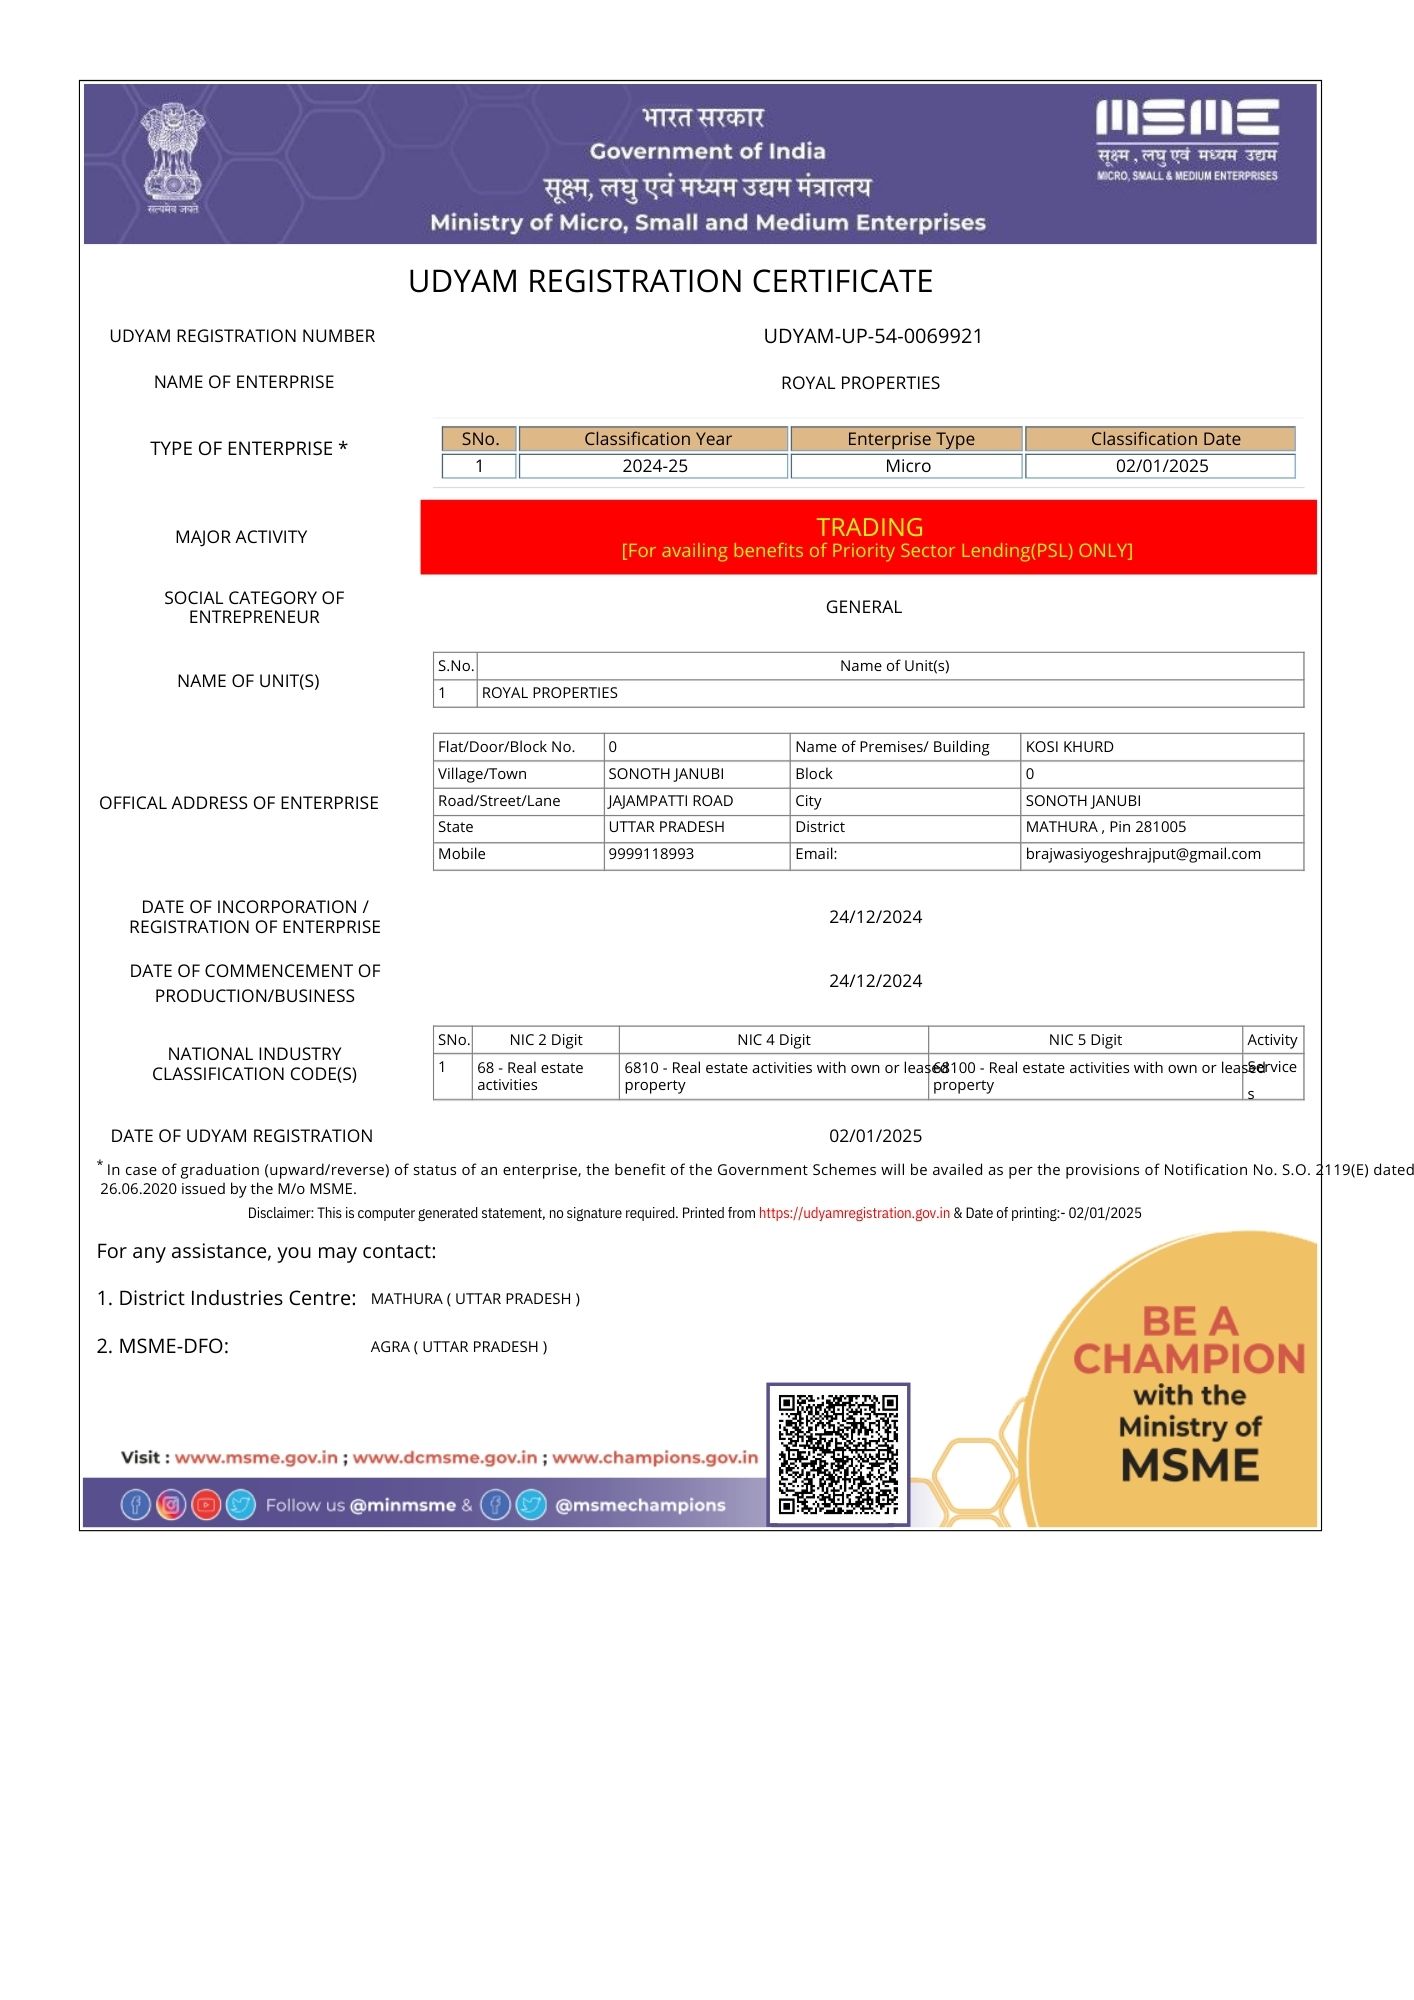 भारत सरकार
Government of India
सूक्ष्म, लघु एवं मध्यम उद्यम मंत्रालय
Ministry of Micro, Small and Medium Enterprises
सत्यमेव जयते
MSME
सूक्ष्म, लघु एवं मध्यम उद्यम
MICRO, SMALL & MEDIUM ENTERPRISES
UDYAM REGISTRATION CERTIFICATE
UDYAM REGISTRATION NUMBER UDYAM-UP-54-0069921
NAME OF ENTERPRISE ROYAL PROPERTIES
TYPE OF ENTERPRISE *
SNo. Classification Year Enterprise Type Classification Date
1 2024-25 Micro 02/01/2025
MAJOR ACTIVITY
TRADING
[For availing benefits of Priority Sector Lending(PSL) ONLY]
SOCIAL CATEGORY OF
ENTREPRENEUR
GENERAL
NAME OF UNIT(S)
S.No. Name of Unit(s)
1 ROYAL PROPERTIES
OFFICAL ADDRESS OF ENTERPRISE
Flat/Door/Block No. 0 Name of Premises/ Building KOSI KHURD
Village/Town SONOTH JANUBI Block 0
Road/Street/Lane JAJAMPATTI ROAD City SONOTH JANUBI
State UTTAR PRADESH District MATHURA , Pin 281005
Mobile 9999118993 Email: brajwasiyogeshrajput@gmail.com
DATE OF INCORPORATION /
REGISTRATION OF ENTERPRISE
24/12/2024
DATE OF COMMENCEMENT OF
PRODUCTION/BUSINESS
24/12/2024
NATIONAL INDUSTRY
CLASSIFICATION CODE(S)
SNo. NIC 2 Digit NIC 4 Digit NIC 5 Digit Activity
1 68 - Real estate 6810 - Real estate activities with own or leased 68100 - Real estate activities with own or leased Service
activities property property s
DATE OF UDYAM REGISTRATION 02/01/2025
* In case of graduation (upward/reverse) of status of an enterprise, the benefit of the Government Schemes will be availed as per the provisions of Notification No. S.O. 2119(E) dated
26.06.2020 issued by the M/o MSME.
Disclaimer: This is computer generated statement, no signature required. Printed from https://udyamregistration.gov.in & Date of printing:- 02/01/2025
For any assistance, you may contact:
1. District Industries Centre: MATHURA ( UTTAR PRADESH )
2. MSME-DFO: AGRA ( UTTAR PRADESH )
BE A
CHAMPION
with the
Ministry of
MSME
Visit : www.msme.gov.in ; www.dcmsme.gov.in ; www.champions.gov.in
Follow us @minmsme & @msmechampions